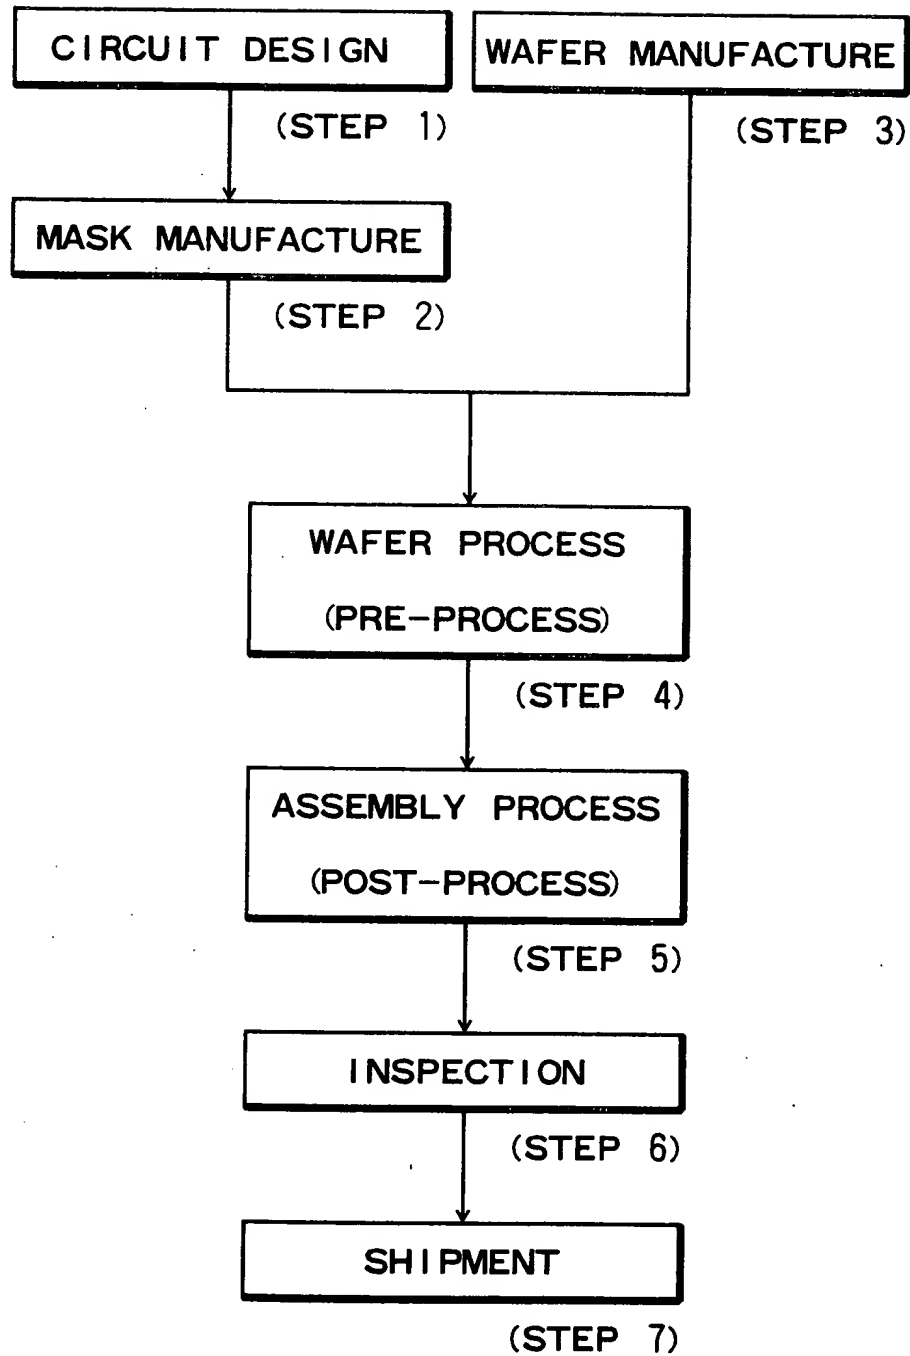 CIRCUIT DESIGN
(STEP 1)
WAFER MANUFACTURE
(STEP 3)
MASK MANUFACTURE
(STEP 2)
WAFER PROCESS
(PRE-PROCESS)
(STEP 4)
ASSEMBLY PROCESS
(POST-PROCESS)
(STEP 5)
INSPECTION
(STEP 6)
SHIPMENT
(STEP 7)